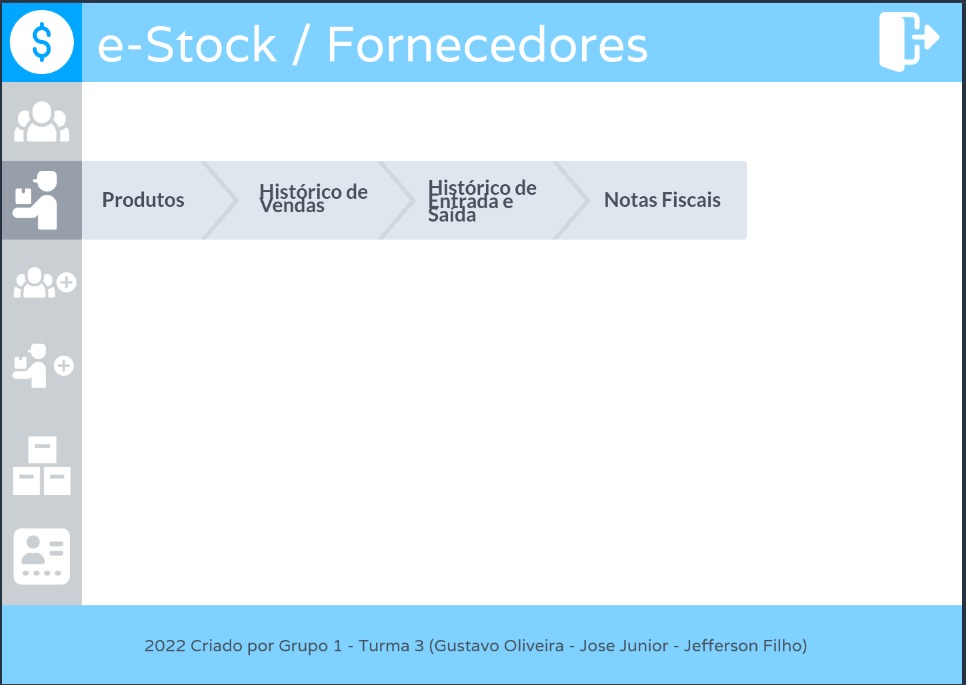 $ e-Stock / Fornecedores
Produtos
Histórico de
Vendas
Histórico de
Entrada e
Saída
Notas Fiscais
2022 Criado por Grupo 1 - Turma 3 (Gustavo Oliveira - Jose Junior - Jefferson Filho)